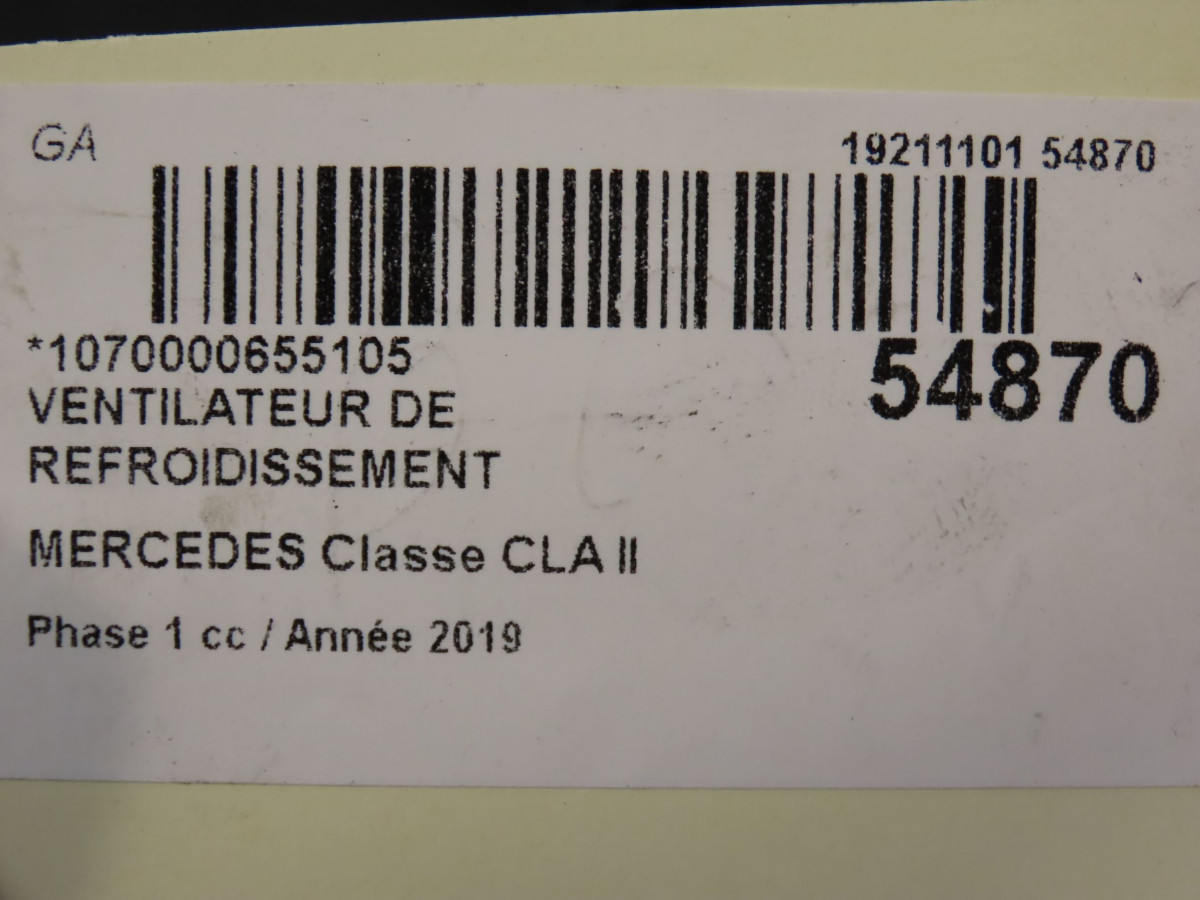 GA
19211101 54870
*1070000655105
54870
VENTILATEUR DE
REFROIDISSEMENT
MERCEDES Classe CLA II
Phase 1 cc / Année 2019